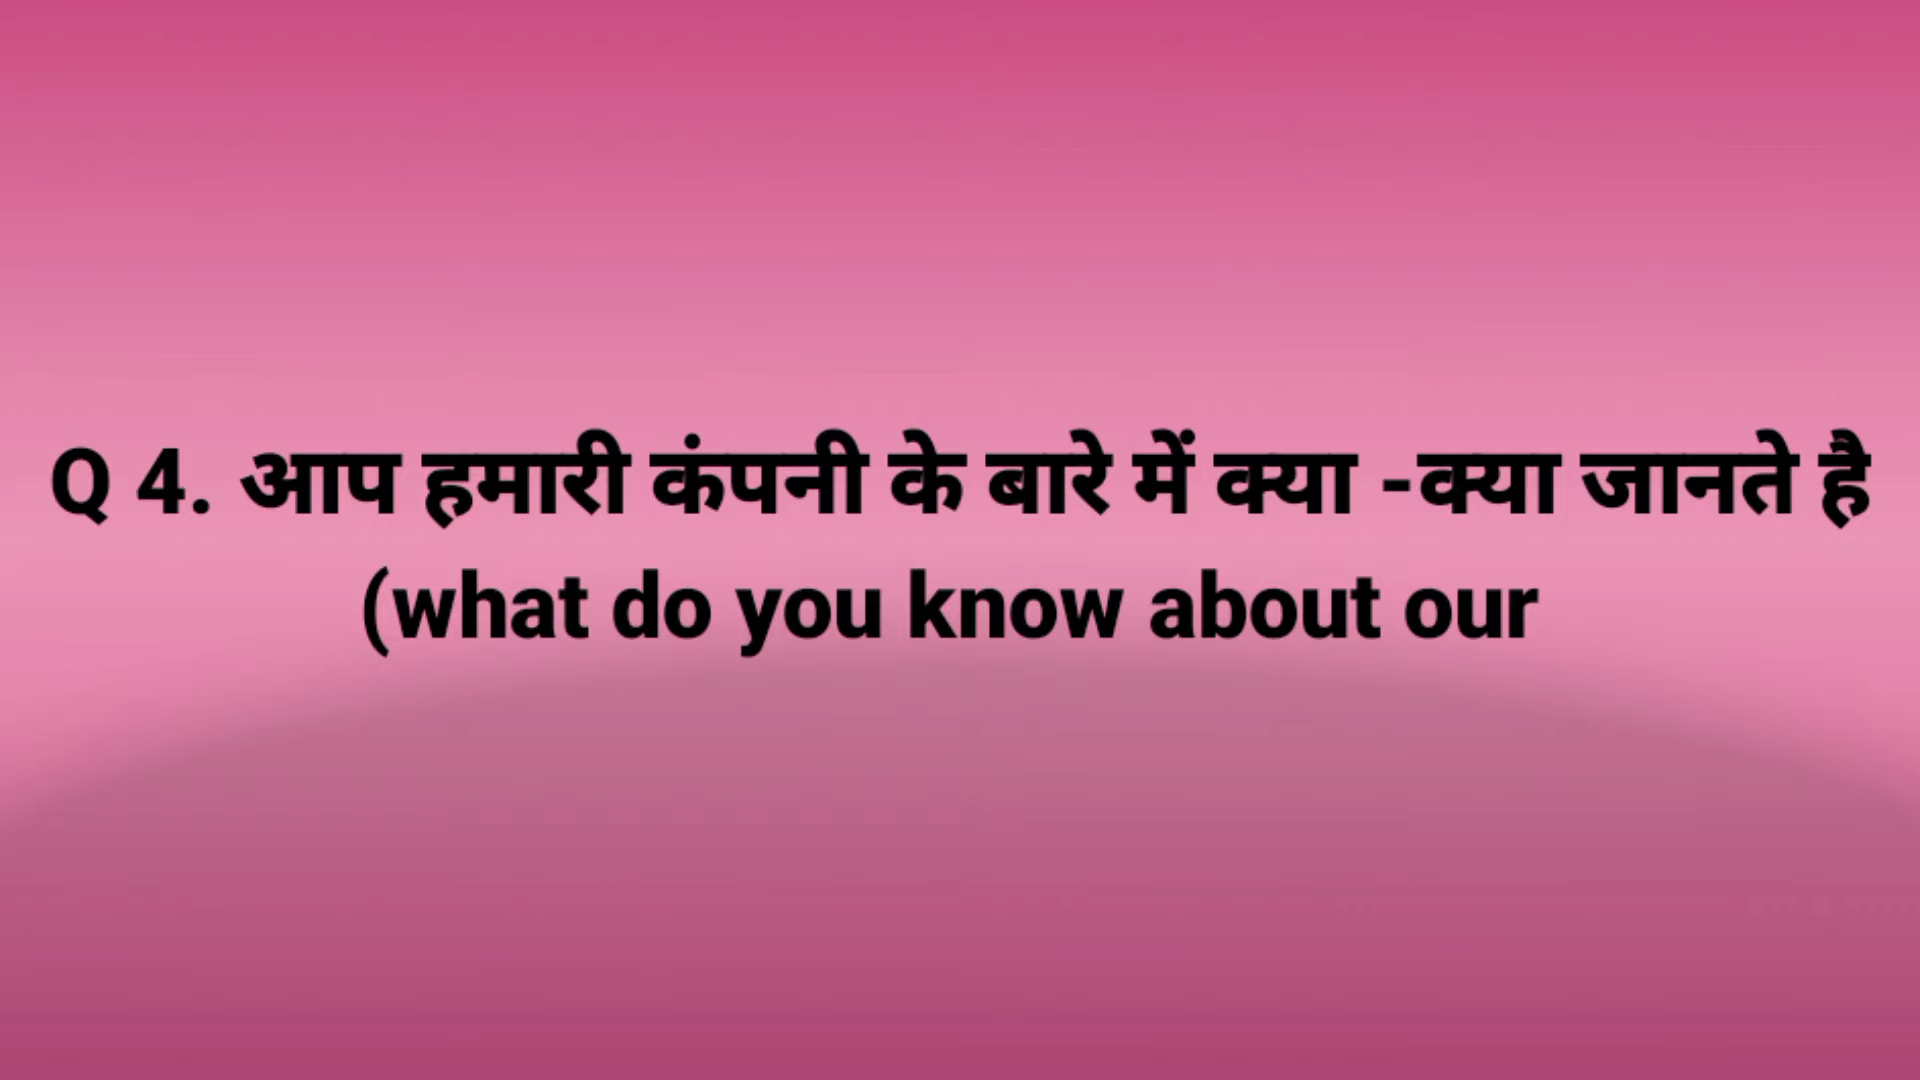 Q 4. आप हमारी कंपनी के बारे में क्या -क्या जानते है
(what do you know about our